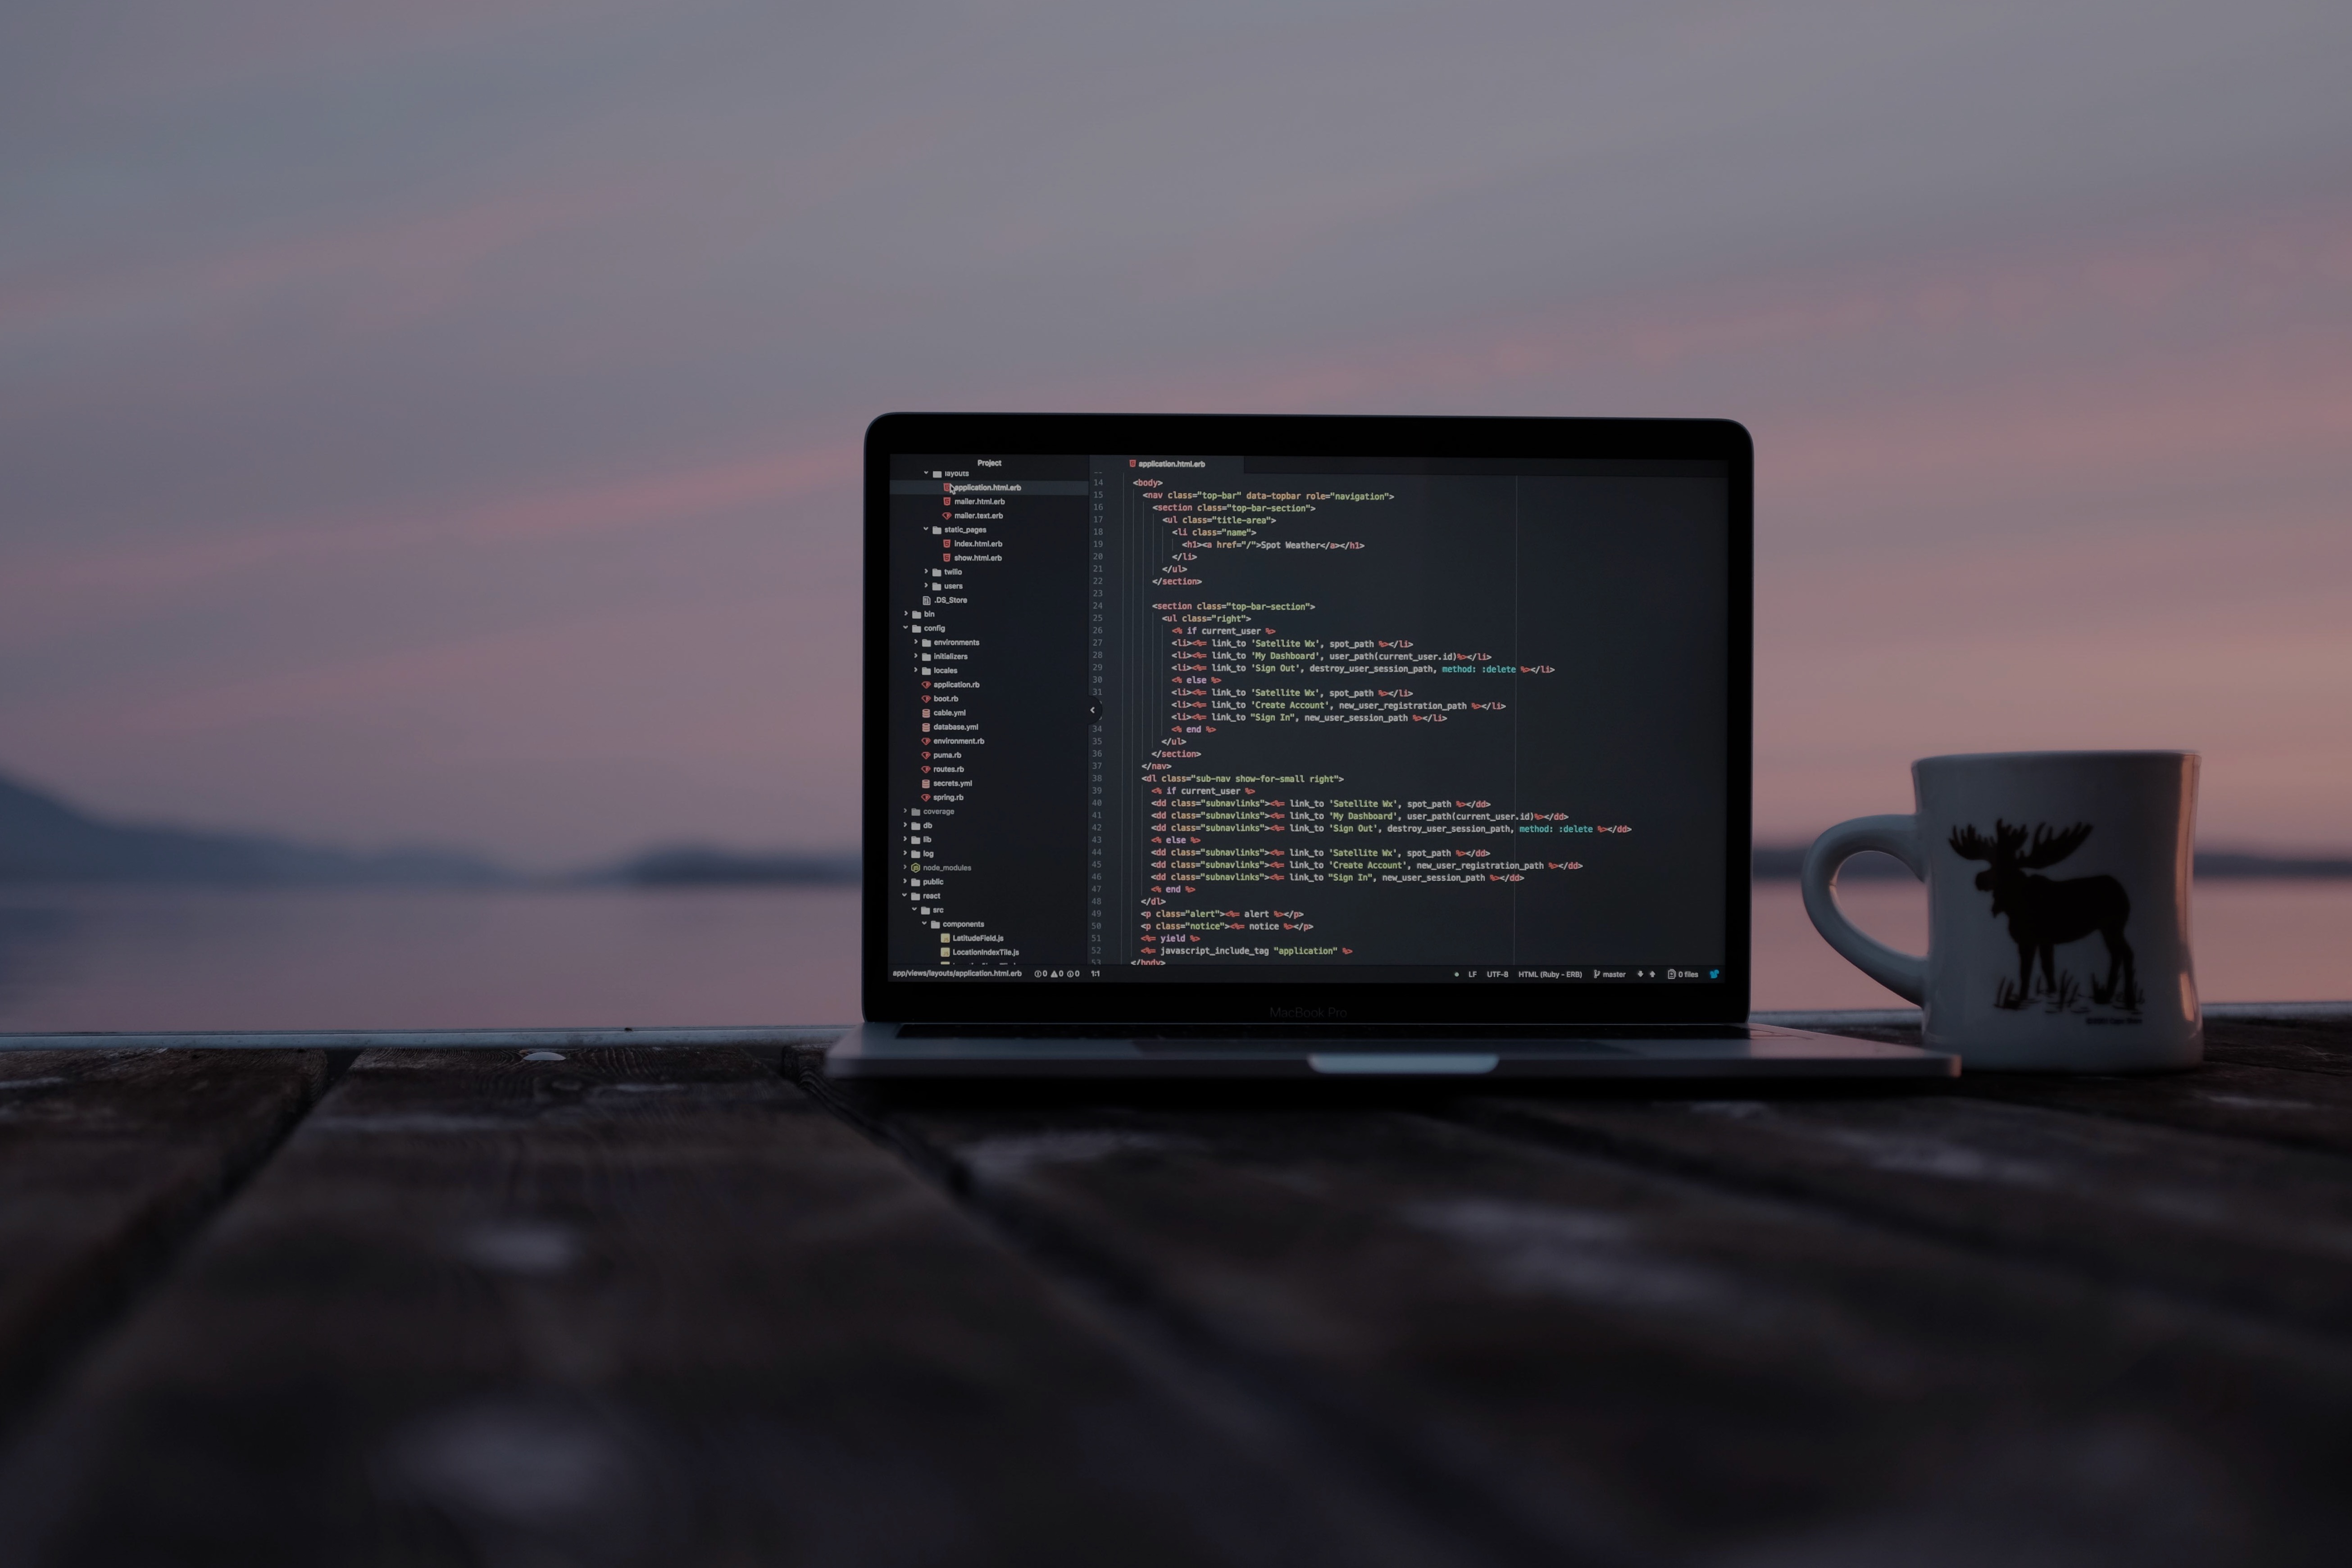 Project
layouts
application.html.erb
mailer.html.erb
mailer.text.erb
static_pages
index.html.erb
show.html.erb
twilio
users
.DS_Store
bin
config
environments
initializers
locales
application.rb
boot.rb
cable.yml
database.yml
environment.rb
puma.rb
routes.rb
secrets.yml
spring.rb
coverage
db
lib
log
node_modules
public
react
src
components
LatitudeField.js
LocationIndexTile.js
application.html.erb
14 <body>
15 <nav class="top-bar" data-topbar role="navigation">
16 <section class="top-bar-section">
17 <ul class="title-area">
18 <li class="name">
19 <h1><a href="/">Spot Weather</a></h1>
20 </li>
21 </ul>
22 </section>
23
24 <section class="top-bar-section">
25 <ul class="right">
26 <% if current_user %>
27 <li><%= link_to 'Satellite Wx', spot_path %></li>
28 <li><%= link_to 'My Dashboard', user_path(current_user.id)%></li>
29 <li><%= link_to 'Sign Out', destroy_user_session_path, method: :delete %></li>
30 <% else %>
31 <li><%= link_to 'Satellite Wx', spot_path %></li>
<li><%= link_to 'Create Account', new_user_registration_path %></li>
<li><%= link_to "Sign In", new_user_session_path %></li>
34 <% end %>
35 </ul>
36 </section>
37 </nav>
38 <dl class="sub-nav show-for-small right">
39 <% if current_user %>
40 <dd class="subnavlinks"><%= link_to 'Satellite Wx', spot_path %></dd>
41 <dd class="subnavlinks"><%= link_to 'My Dashboard', user_path(current_user.id)%></dd>
42 <dd class="subnavlinks"><%= link_to 'Sign Out', destroy_user_session_path, method: :delete %></dd>
43 <% else %>
44 <dd class="subnavlinks"><%= link_to 'Satellite Wx', spot_path %></dd>
45 <dd class="subnavlinks"><%= link_to 'Create Account', new_user_registration_path %></dd>
46 <dd class="subnavlinks"><%= link_to "Sign In", new_user_session_path %></dd>
47 <% end %>
48 </dl>
49 <p class="alert"><%= alert %></p>
50 <p class="notice"><%= notice %></p>
51 <%= yield %>
52 <%= javascript_include_tag "application" %>
53 </body>
app/views/layouts/application.html.erb 0 0 0 1:1 LF UTF-8 HTML (Ruby - ERB) master 0 files
MacBook Pro